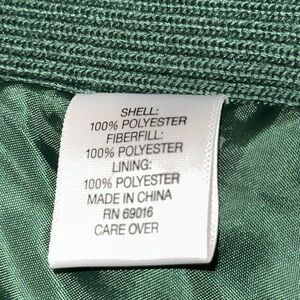 SHELL:
100% POLYESTER
FIBERFILL:
100% POLYESTER
LINING:
100% POLYESTER
MADE IN CHINA
RN 69016
CARE OVER